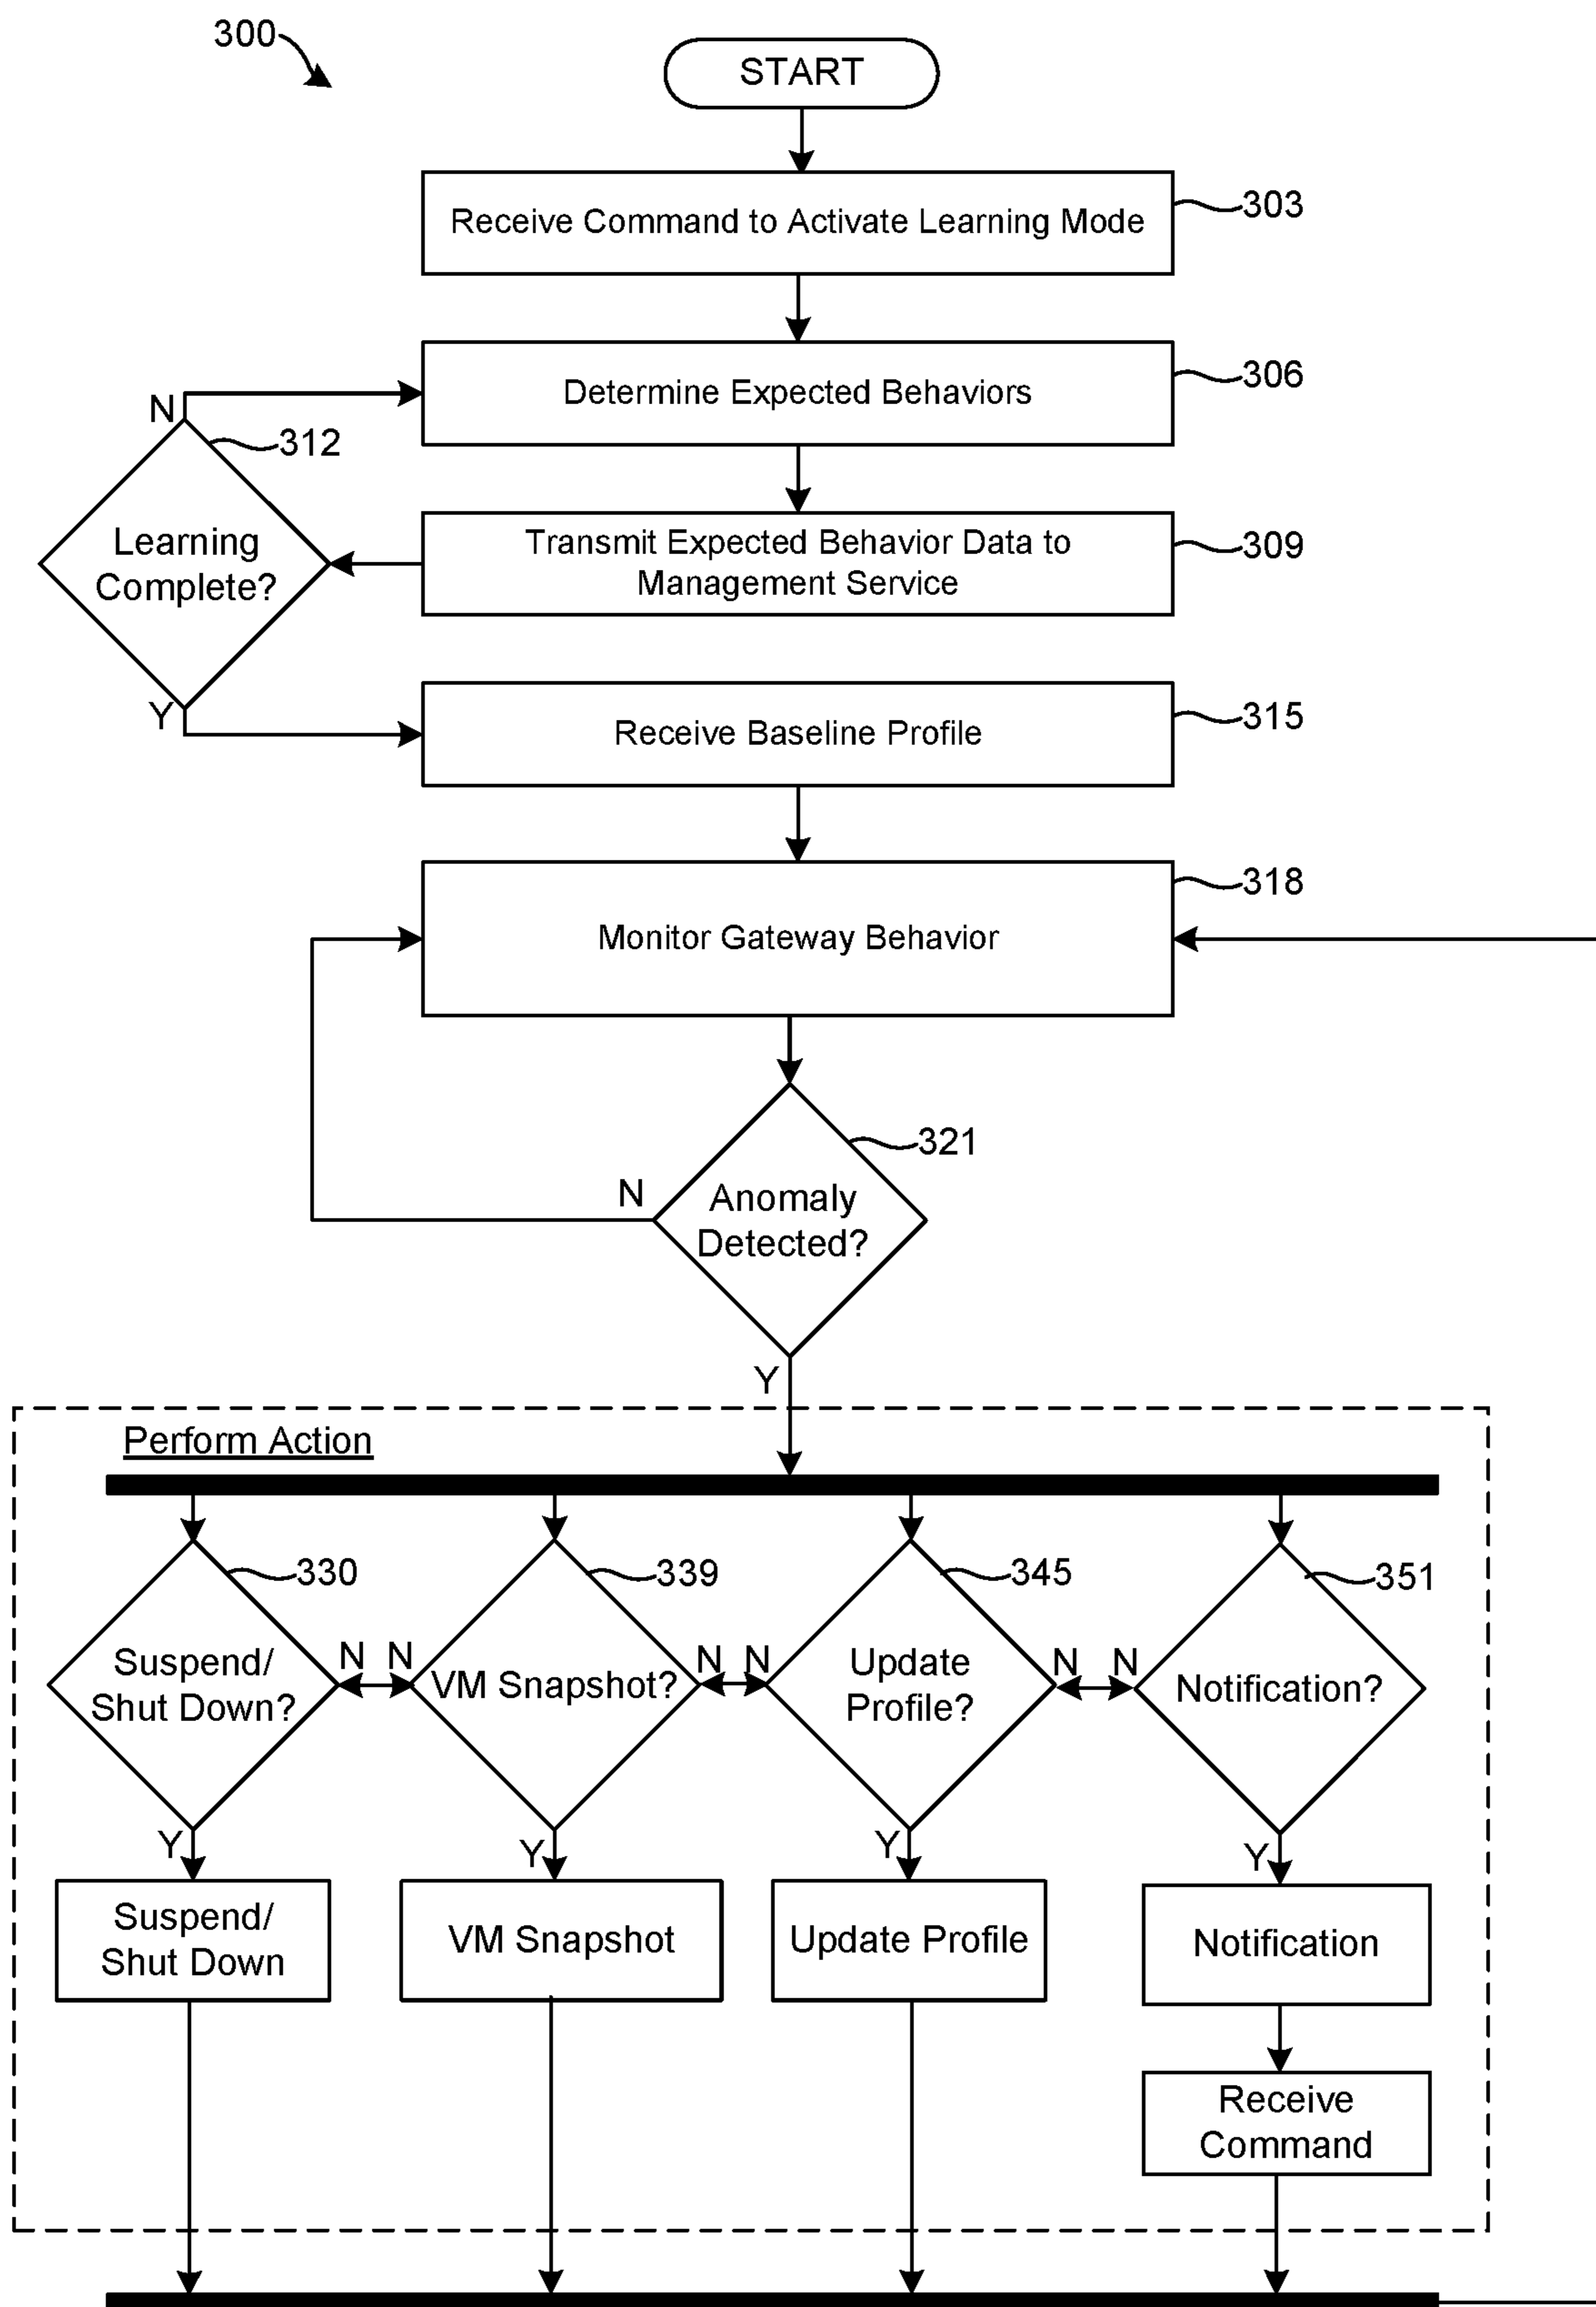 300
START
Receive Command to Activate Learning Mode
303
Determine Expected Behaviors
306
N
312
Learning
Complete?
Transmit Expected Behavior Data to
Management Service
309
Y
Receive Baseline Profile
315
Monitor Gateway Behavior
318
321
Anomaly
Detected?
N
Y
Perform Action
330
339
345
351
Suspend/
Shut Down?
N
N
VM Snapshot?
N
N
Update
Profile?
N
N
Notification?
Y
Y
Y
Y
Suspend/
Shut Down
VM Snapshot
Update Profile
Notification
Receive
Command